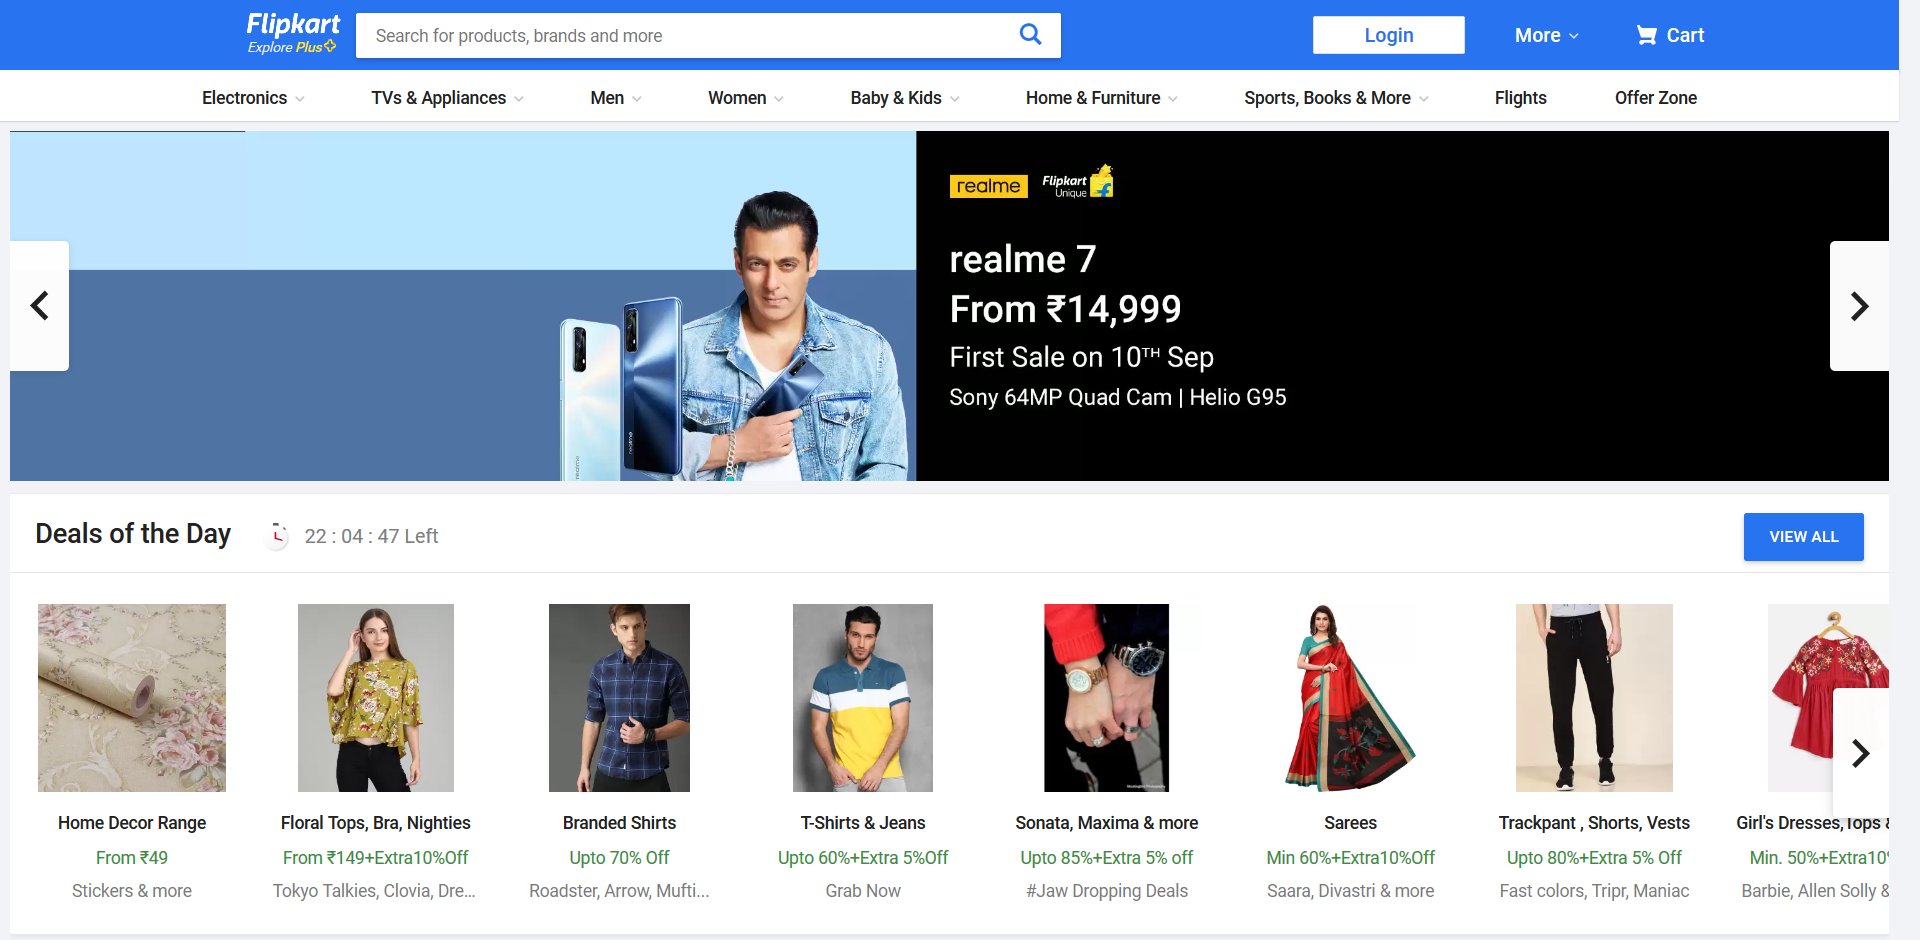 Flipkart
Explore Plus
Search for products, brands and more
Login
More
Cart
Electronics
TVs & Appliances
Men
Women
Baby & Kids
Home & Furniture
Sports, Books & More
Flights
Offer Zone
realme
Flipkart
Unique
realme 7
From ₹14,999
First Sale on 10TH Sep
Sony 64MP Quad Cam | Helio G95
realme
realme
Deals of the Day
22 : 04 : 47 Left
VIEW ALL
Home Decor Range
From ₹49
Stickers & more
Floral Tops, Bra, Nighties
From ₹149+Extra10%Off
Tokyo Talkies, Clovia, Dre...
Branded Shirts
Upto 70% Off
Roadster, Arrow, Mufti...
T-Shirts & Jeans
Upto 60%+Extra 5%Off
Grab Now
Sonata, Maxima & more
Upto 85%+Extra 5% off
#Jaw Dropping Deals
Sarees
Min 60%+Extra10%Off
Saara, Divastri & more
Trackpant , Shorts, Vests
Upto 80%+Extra 5% Off
Fast colors, Tripr, Maniac
Girl's Dresses,Tops &
Min. 50%+Extra10%
Barbie, Allen Solly &